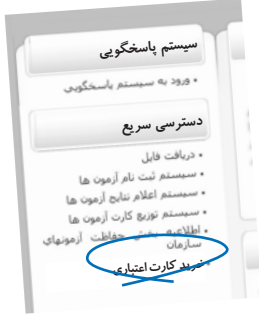 سیستم پاسخگویی
• ورود به سیستم پاسخگویی
دسترسی سریع
• دریافت فایل
• سیستم ثبت نام آزمون ها
• سیستم اعلام نتایج آزمون ها
• سیستم توزیع کارت آزمون ها
• اطلاعیه بخش حفاظت آزمونهای
سازمان
• خرید کارت اعتباری